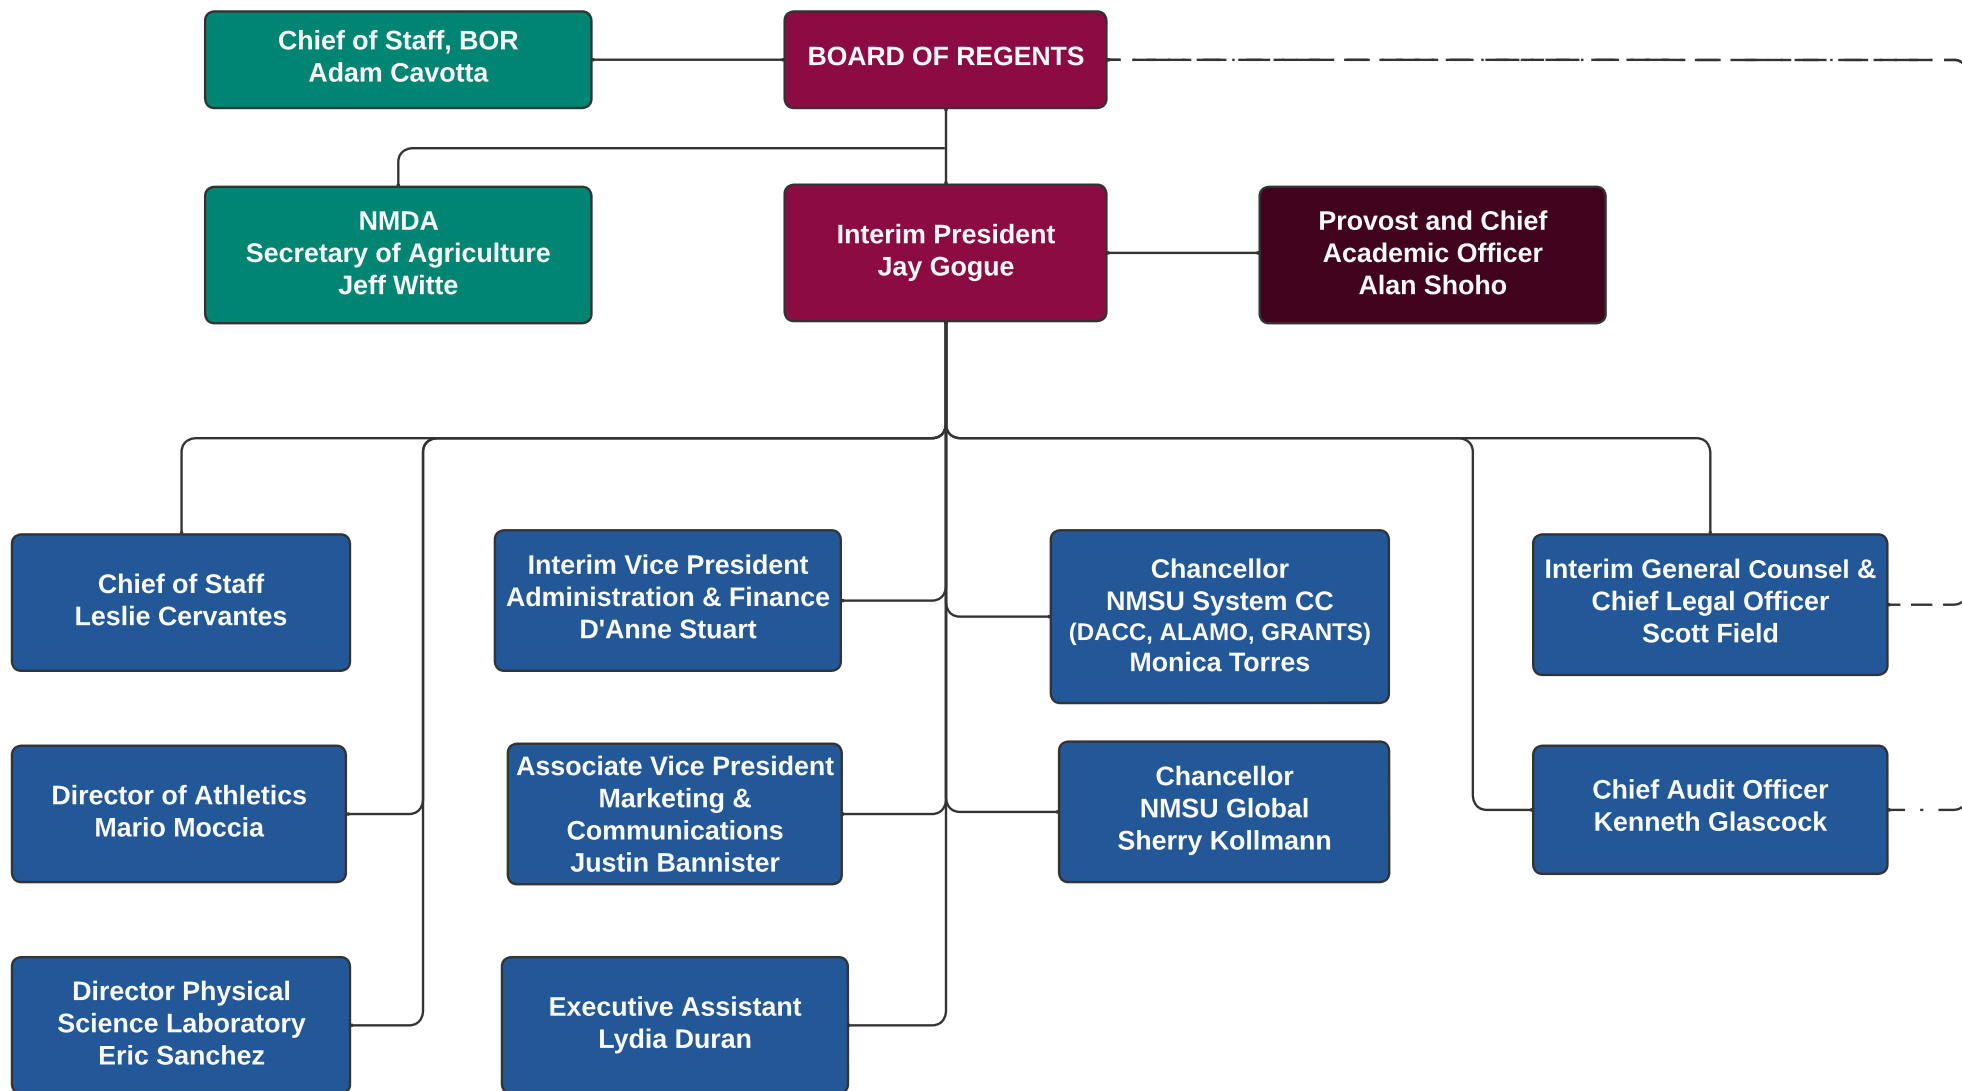 Chief of Staff, BOR
Adam Cavotta
BOARD OF REGENTS
NMDA
Secretary of Agriculture
Jeff Witte
Interim President
Jay Gogue
Provost and Chief
Academic Officer
Alan Shoho
Chief of Staff
Leslie Cervantes
Interim Vice President
Administration & Finance
D'Anne Stuart
Chancellor
NMSU System CC
(DACC, ALAMO, GRANTS)
Monica Torres
Interim General Counsel &
Chief Legal Officer
Scott Field
Director of Athletics
Mario Moccia
Associate Vice President
Marketing &
Communications
Justin Bannister
Chancellor
NMSU Global
Sherry Kollmann
Chief Audit Officer
Kenneth Glascock
Director Physical
Science Laboratory
Eric Sanchez
Executive Assistant
Lydia Duran